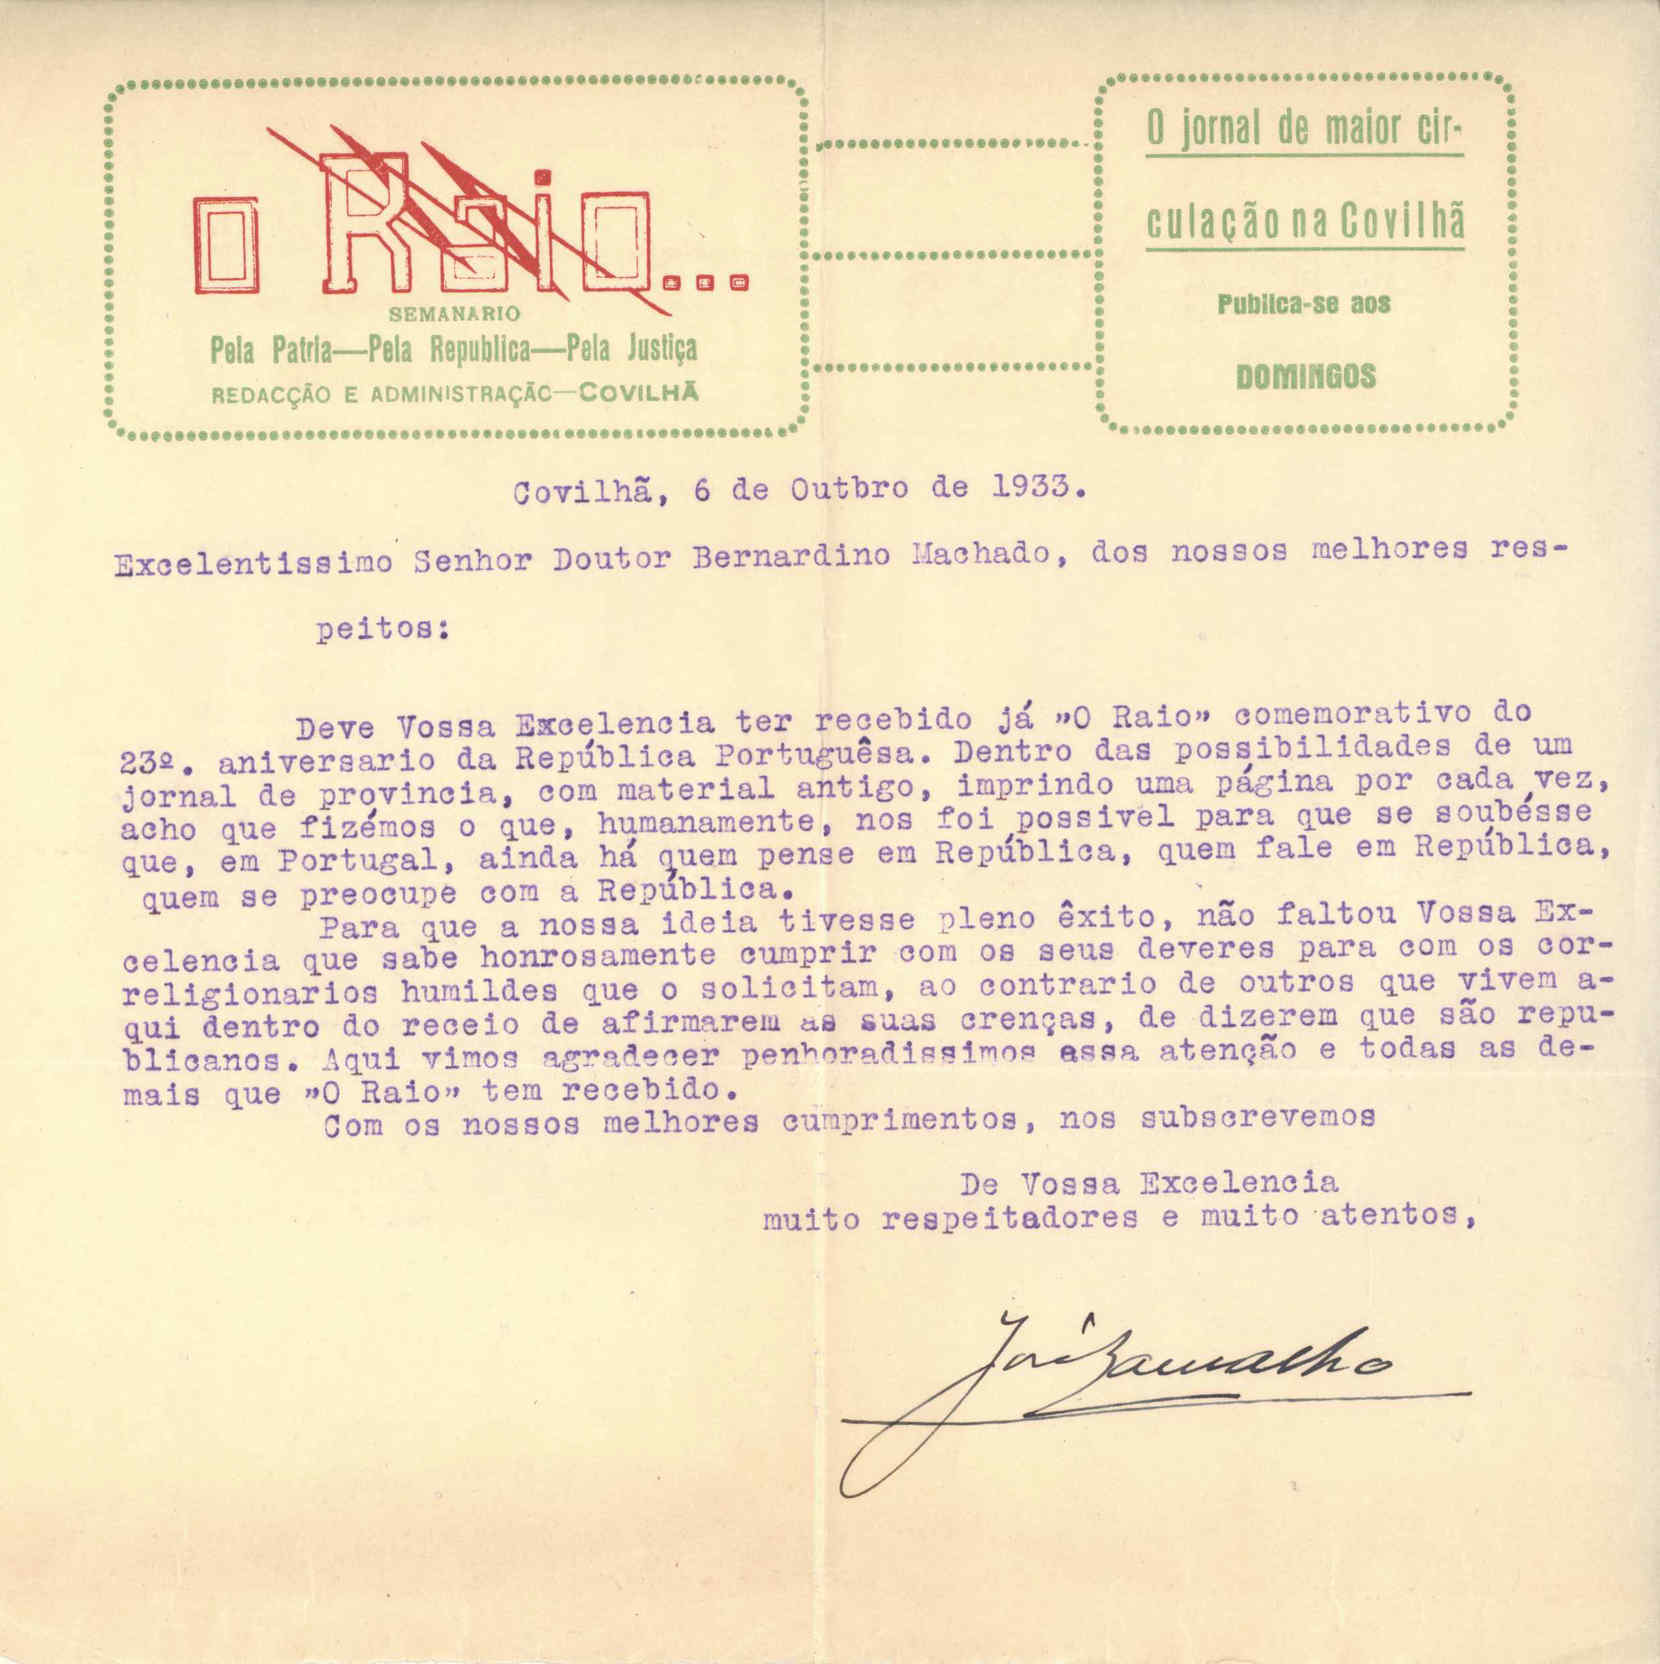 O Raio...
SEMANARIO
Pela Patria—Pela Republica—Pela Justiça
REDACÇÃO E ADMINISTRAÇÃO—COVILHÃ
O jornal de maior cir-
culação na Covilhã
Publica-se aos
DOMINGOS
Covilhã, 6 de Outbro de 1933.
Excelentissimo Senhor Doutor Bernardino Machado, dos nossos melhores res-
peitos:
Deve Vossa Excelencia ter recebido já »O Raio» comemorativo do
23º. aniversario da República Portuguêsa. Dentro das possibilidades de um
jornal de provincia, com material antigo, imprindo uma página por cada vez,
acho que fizémos o que, humanamente, nos foi possivel para que se soubésse
que, em Portugal, ainda há quem pense em República, quem fale em República,
quem se preocupe com a República.
Para que a nossa ideia tivesse pleno êxito, não faltou Vossa Ex-
celencia que sabe honrosamente cumprir com os seus deveres para com os cor-
religionarios humildes que o solicitam, ao contrario de outros que vivem a-
qui dentro do receio de afirmarem as suas crenças, de dizerem que são repu-
blicanos. Aqui vimos agradecer penhoradissimos essa atenção e todas as de-
mais que »O Raio» tem recebido.
Com os nossos melhores cumprimentos, nos subscrevemos
De Vossa Excelencia
muito respeitadores e muito atentos,
José Ramalho